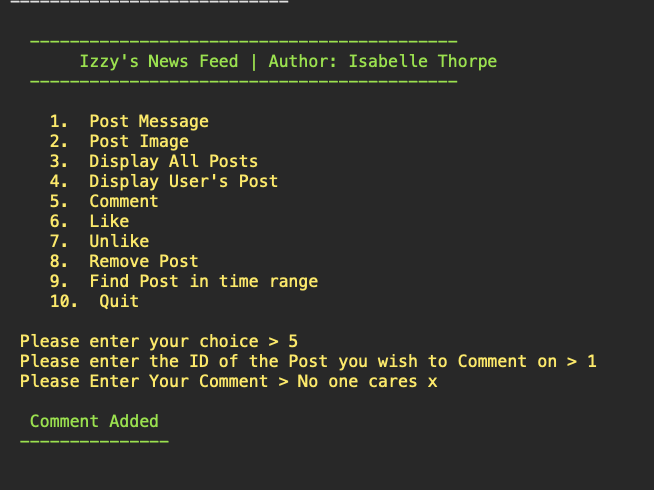 Izzy's News Feed | Author: Isabelle Thorpe
1. Post Message
2. Post Image
3. Display All Posts
4. Display User's Post
5. Comment
6. Like
7. Unlike
8. Remove Post
9. Find Post in time range
10. Quit
Please enter your choice > 5
Please enter the ID of the Post you wish to Comment on > 1
Please Enter Your Comment > No one cares x
Comment Added